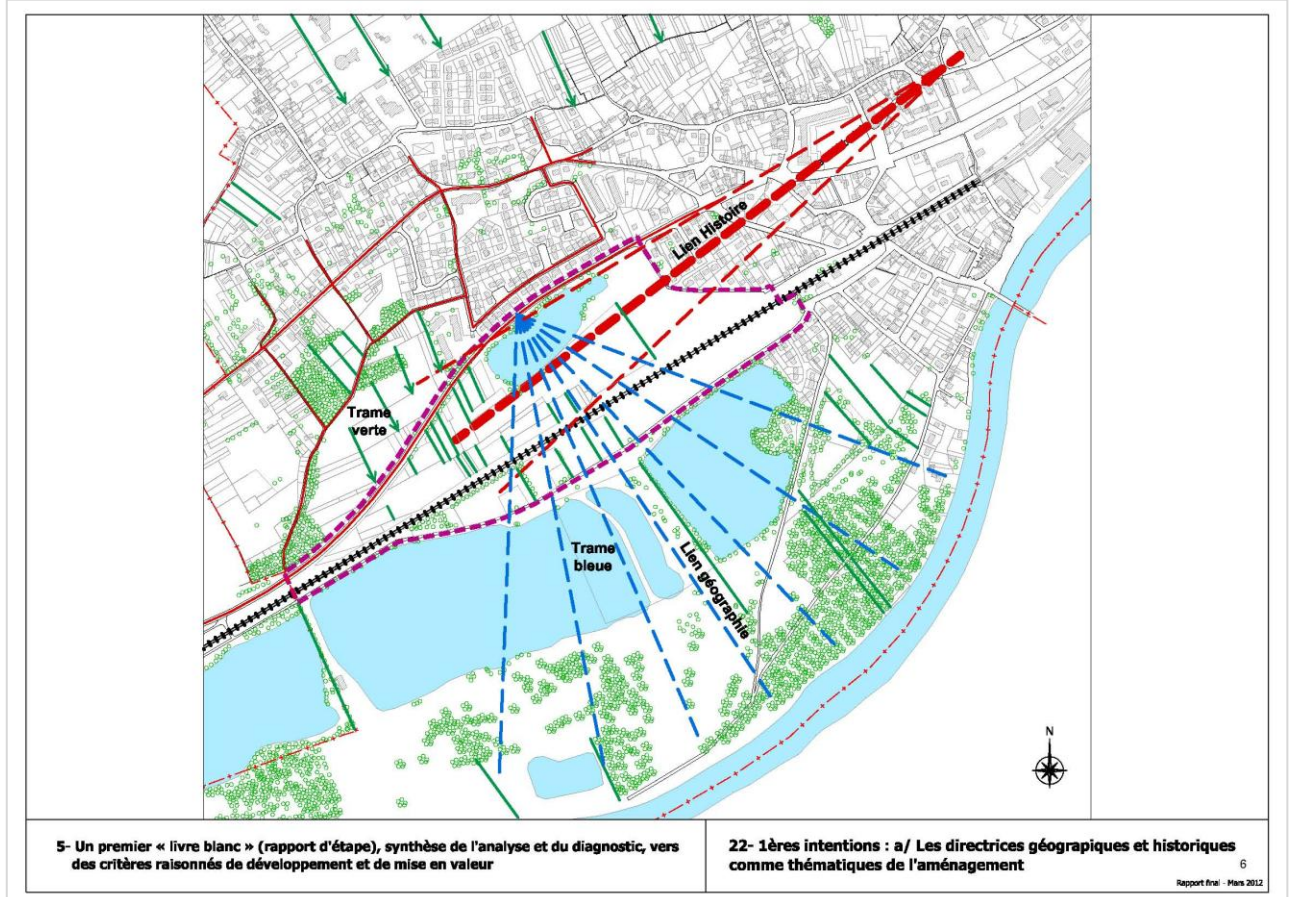 Lien Histoire
Trame
verte
Trame
bleue
Lien géographie
N
5- Un premier « livre blanc » (rapport d'étape), synthèse de l'analyse et du diagnostic, vers
des critères raisonnés de développement et de mise en valeur
22- 1ères intentions : a/ Les directrices géograpiques et historiques
comme thématiques de l'aménagement
6
Rapport final - Mars 2012